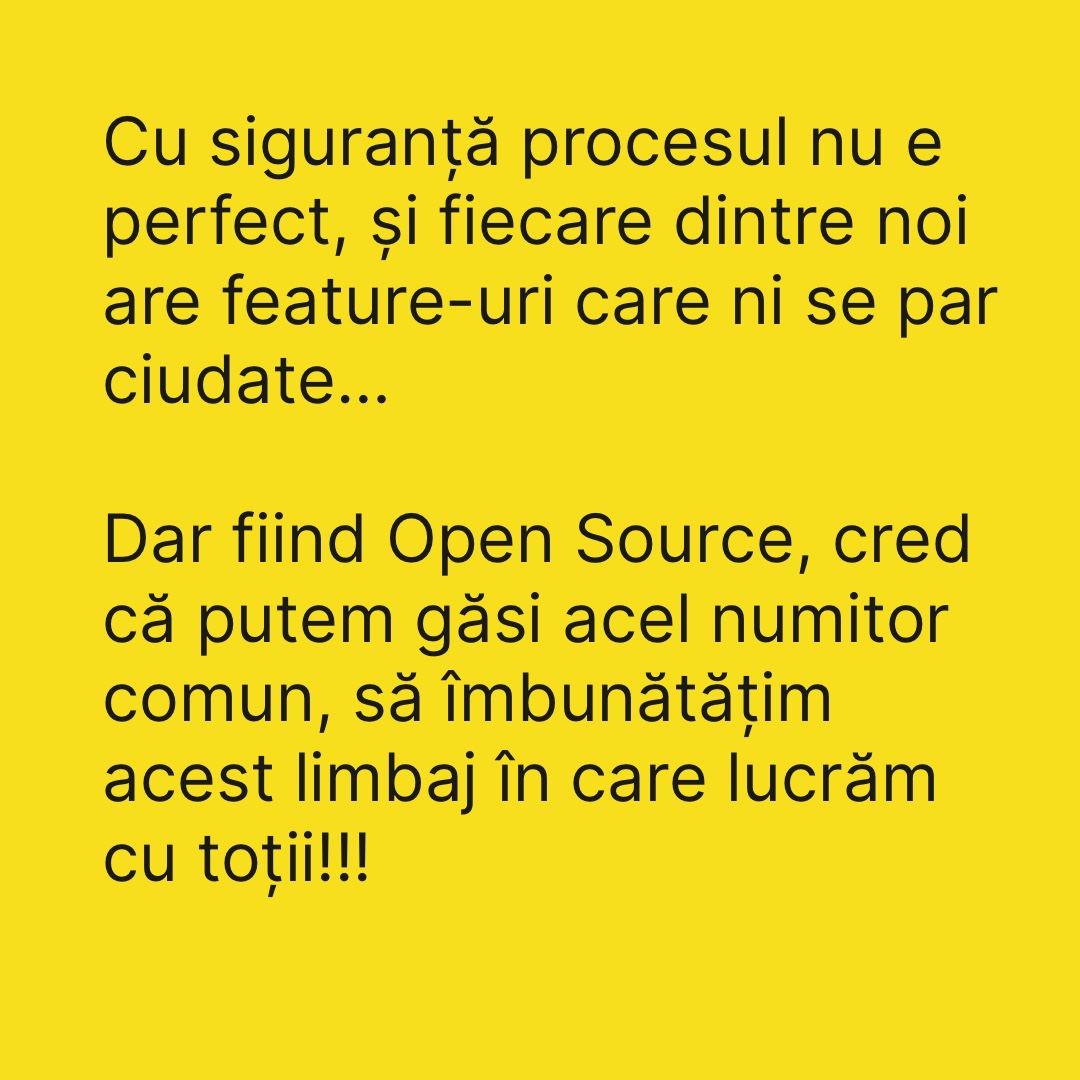 Cu siguranță procesul nu e
perfect, și fiecare dintre noi
are feature-uri care ni se par
ciudate...
Dar fiind Open Source, cred
că putem găsi acel numitor
comun, să îmbunătățim
acest limbaj în care lucrăm
cu toții!!!